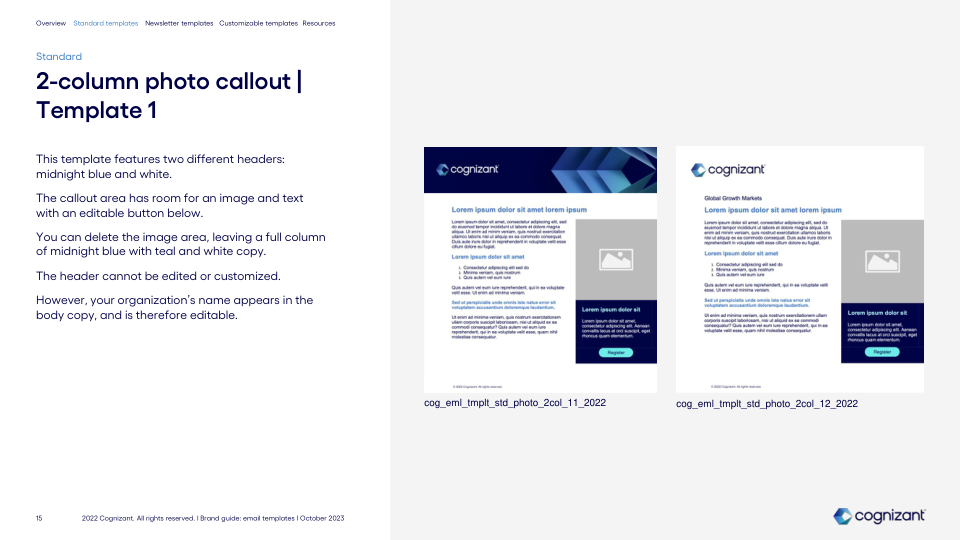 Overview Standard templates Newsletter templates Customizable templates Resources
Standard
2-column photo callout |
Template 1
This template features two different headers:
midnight blue and white.
The callout area has room for an image and text
with an editable button below.
You can delete the image area, leaving a full column
of midnight blue with teal and white copy.
The header cannot be edited or customized.
However, your organization's name appears in the
body copy, and is therefore editable.
cognizant
Lorem ipsum dolor sit amet lorem ipsum
Lorem ipsum dolor sit amet, consectetur adipiscing elit, sed
do eiusmod tempor incididunt ut labore et dolore magna
aliqua. Ut enim ad minim veniam, quis nostrud exercitation
ullamco laboris nisi ut aliquip ex ea commodo consequat.
Duis aute irure dolor in reprehenderit in voluptate velit esse
cillum dolore eu fugiat.
Lorem ipsum dolor sit amet
1. Consectetur adipiscing elit sed do
2. Minima veniam, quis nostrum
3. Quis autem vel eum iure
Quis autem vel eum iure reprehenderit, qui in ea voluptate velit
esse.
Sed ut perspiciatis unde omnis iste natus error sit
voluptatem accusantium doloremque laudantium.
Ut enim ad minima veniam, quis nostrum exercitationem
ullam corporis suscipit laboriosam, nisi ut aliquid ex ea
commodi consequatur? Quis autem vel eum iure
reprehenderit, qui in ea voluptate velit esse, quam nihil
molestiae consequatur.
Lorem ipsum dolor sit
Lorem ipsum dolor sit amet,
consectetur adipiscing elit. Aenean
convallis lacus at orci suscipit, eget
rhoncus quam elementum.
Register
© 2022 Cognizant. All rights reserved.
cog_eml_tmplt_std_photo_2col_11_2022
cognizant
Global Growth Markets
Lorem ipsum dolor sit amet lorem ipsum
Lorem ipsum dolor sit amet, consectetur adipiscing elit, sed
do eiusmod tempor incididunt ut labore et dolore magna
aliqua. Ut enim ad minim veniam, quis nostrud exercitation
ullamco laboris nisi ut aliquip ex ea commodo consequat.
Duis aute irure dolor in reprehenderit in voluptate velit esse
cillum dolore eu fugiat.
Lorem ipsum dolor sit amet
1. Consectetur adipiscing elit sed do
2. Minima veniam, quis nostrum
3. Quis autem vel eum iure
Quis autem vel eum iure reprehenderit, qui in ea voluptate velit
esse.
Sed ut perspiciatis unde omnis iste natus error sit
voluptatem accusantium doloremque laudantium.
Ut enim ad minima veniam, quis nostrum exercitationem
ullam corporis suscipit laboriosam, nisi ut aliquid ex ea
commodi consequatur? Quis autem vel eum iure
reprehenderit, qui in ea voluptate velit esse, quam nihil
molestiae consequatur.
Lorem ipsum dolor sit
Lorem ipsum dolor sit amet,
consectetur adipiscing elit. Aenean
convallis lacus at orci suscipit, eget
rhoncus quam elementum.
Register
© 2022 Cognizant. All rights reserved.
cog_eml_tmplt_std_photo_2col_12_2022
15 2022 Cognizant. All rights reserved. | Brand guide: email templates | October 2023
cognizant